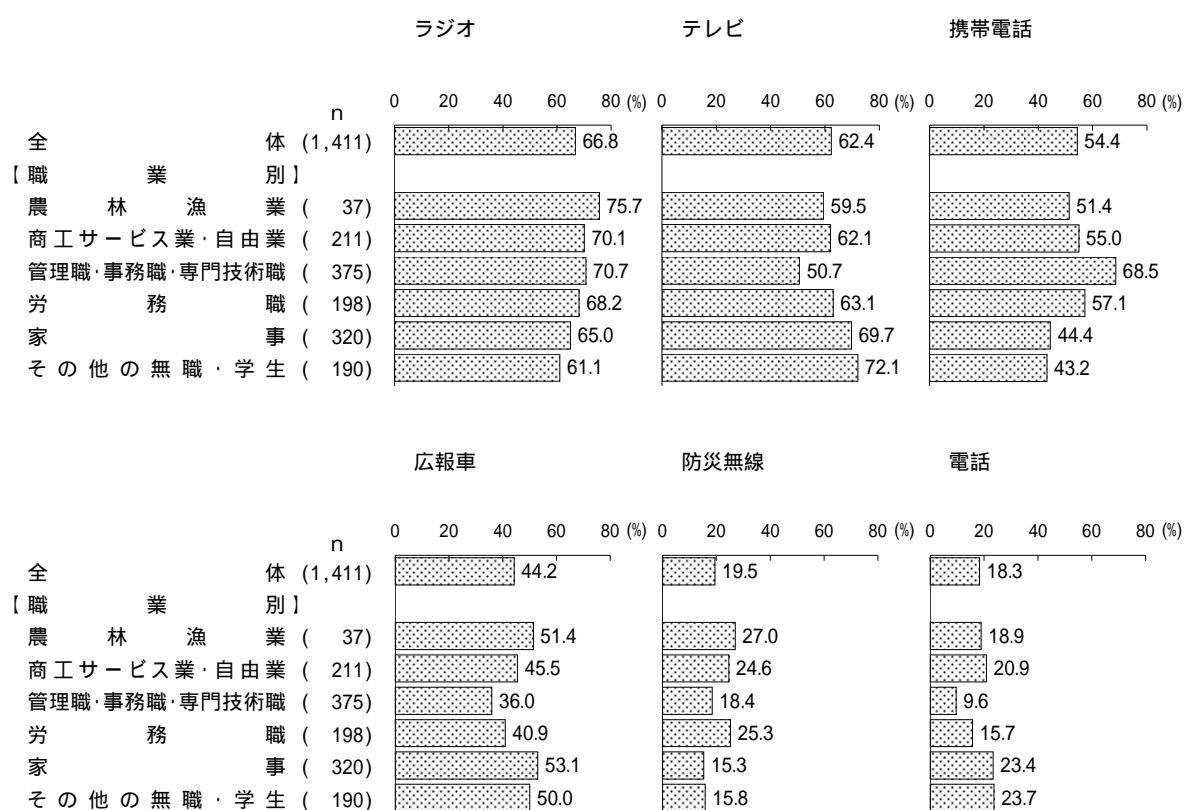 ラジオ テレビ 携帯電話
n 0 20 40 60 80 (%) 0 20 40 60 80 (%) 0 20 40 60 80 (%)
全体 (1,411) 66.8 62.4 54.4
【職業別】
農林漁業 ( 37) 75.7 59.5 51.4
商工サービス業・自由業 ( 211) 70.1 62.1 55.0
管理職・事務職・専門技術職 ( 375) 70.7 50.7 68.5
労務職 ( 198) 68.2 63.1 57.1
家事 ( 320) 65.0 69.7 44.4
その他の無職・学生 ( 190) 61.1 72.1 43.2
広報車 防災無線 電話
n 0 20 40 60 80 (%) 0 20 40 60 80 (%) 0 20 40 60 80 (%)
全体 (1,411) 44.2 19.5 18.3
【職業別】
農林漁業 ( 37) 51.4 27.0 18.9
商工サービス業・自由業 ( 211) 45.5 24.6 20.9
管理職・事務職・専門技術職 ( 375) 36.0 18.4 9.6
労務職 ( 198) 40.9 25.3 15.7
家事 ( 320) 53.1 15.3 23.4
その他の無職・学生 ( 190) 50.0 15.8 23.7